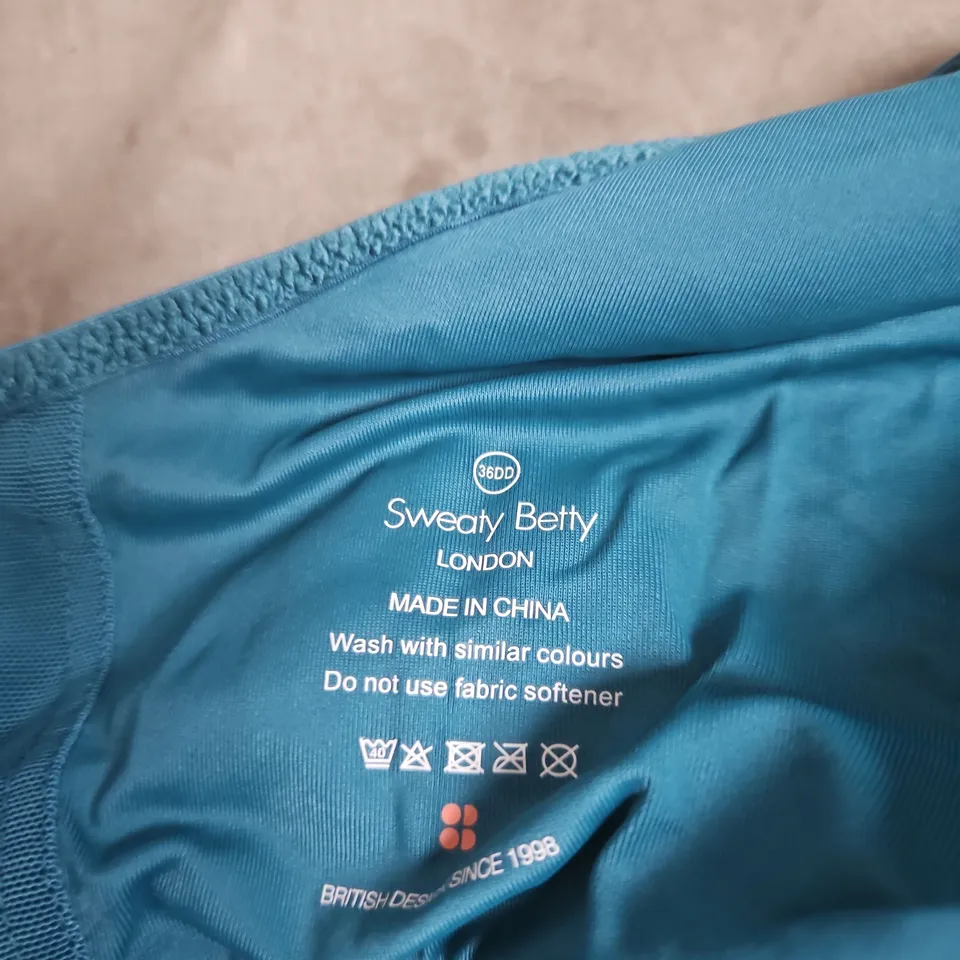 36DD
Sweaty Betty
LONDON
MADE IN CHINA
Wash with similar colours
Do not use fabric softener
40
BRITISH SINCE 1998